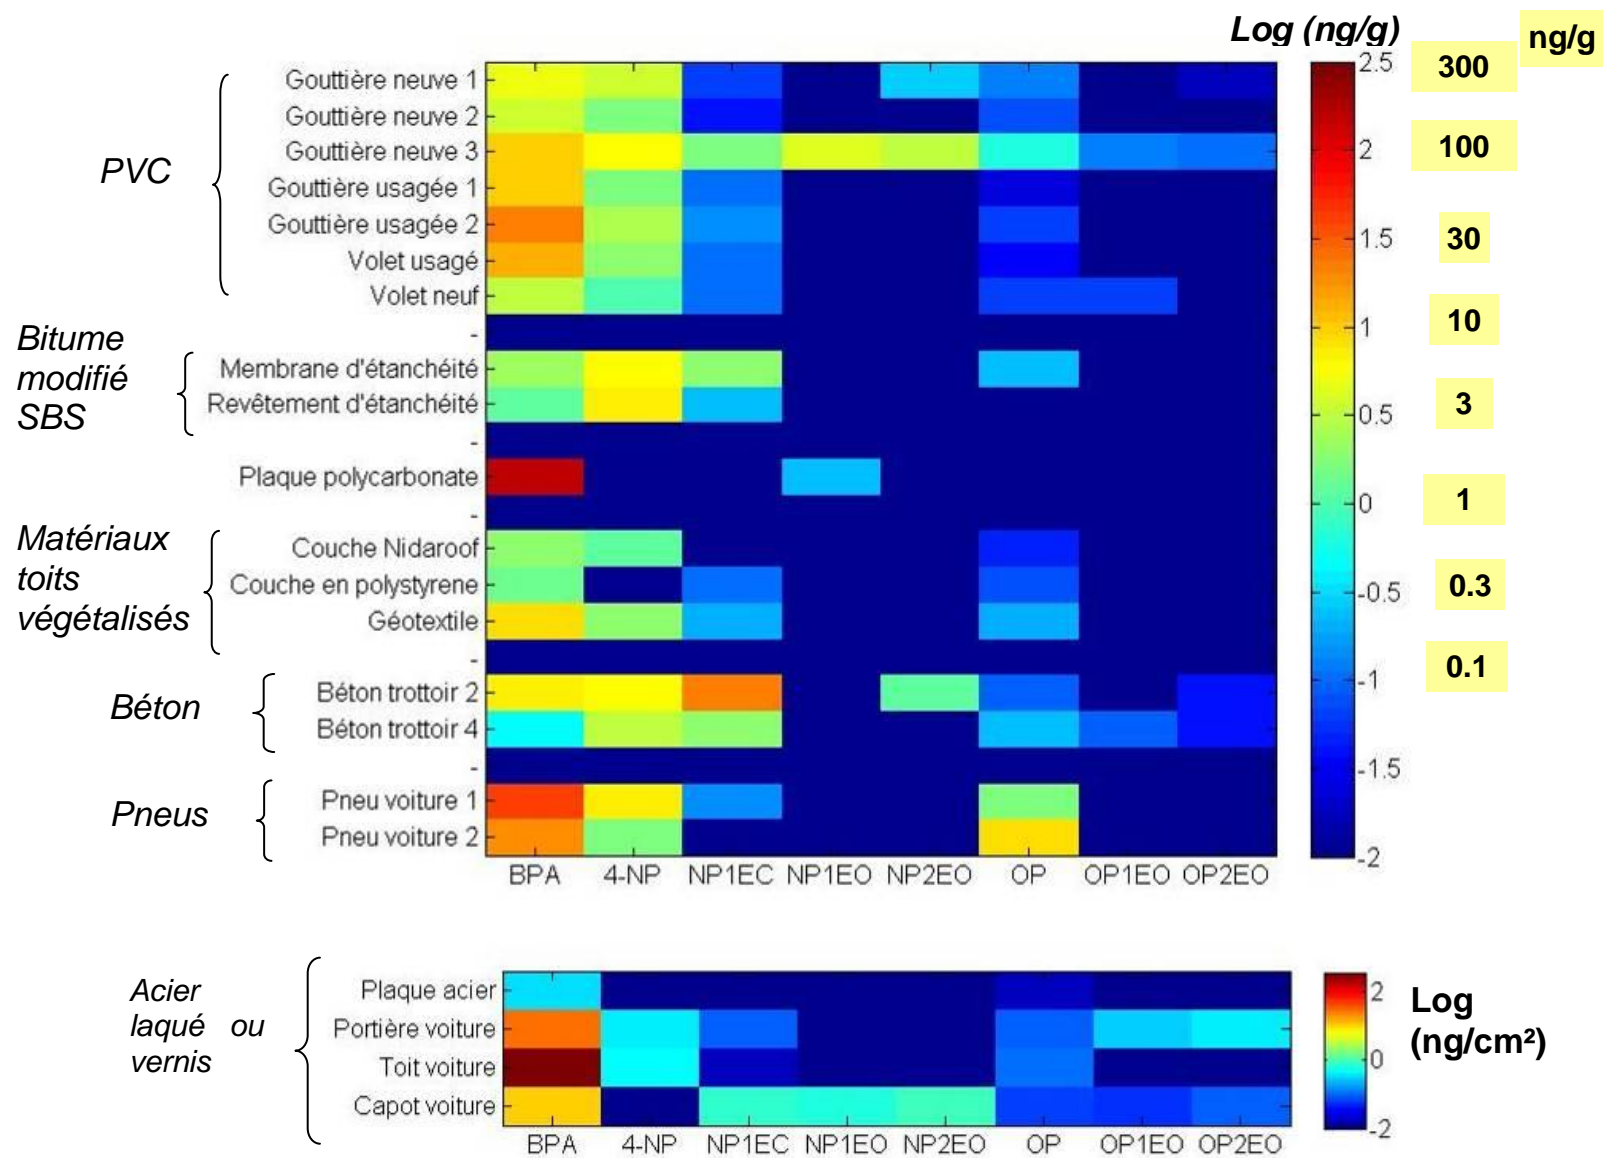 Log (ng/g)
ng/g
PVC
Gouttière neuve 1
Gouttière neuve 2
Gouttière neuve 3
Gouttière usagée 1
Gouttière usagée 2
Volet usagé
Volet neuf
-
Bitume
modifié
SBS
Membrane d'étanchéité
Revêtement d'étanchéité
-
Plaque polycarbonate
-
Matériaux
toits
végétalisés
Couche Nidaroof
Couche en polystyrene
Géotextile
-
Béton
Béton trottoir 2
Béton trottoir 4
-
Pneus
Pneu voiture 1
Pneu voiture 2
BPA 4-NP NP1EC NP1EO NP2EO OP OP1EO OP2EO
2.5
2
1.5
1
0.5
0
-0.5
-1
-1.5
-2
300
100
30
10
3
1
0.3
0.1
Acier
laqué ou
vernis
Plaque acier
Portière voiture
Toit voiture
Capot voiture
BPA 4-NP NP1EC NP1EO NP2EO OP OP1EO OP2EO
2
0
-2
Log
(ng/cm²)